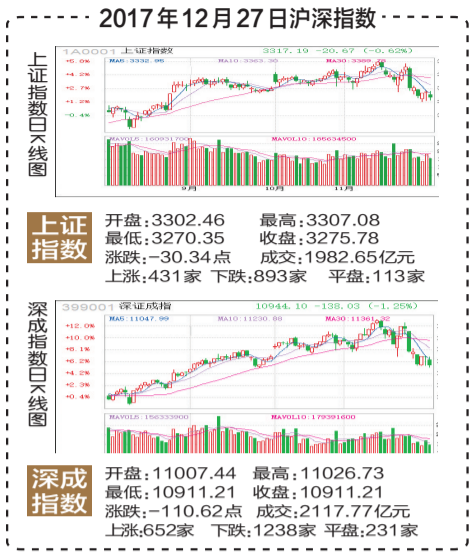 2017年12月27日沪深指数
上证指数日K线图
1A0001 上证指数 3317.19 -20.67 (-0.62%)
MA5:3332.95 MA10:3363.30
+5.0%
+4.2%
+2.7%
+1.2%
-0.4%
MAVOL5:160931700 MAVOL10:165634500
9月 10月 11月
上证指数
开盘:3302.46 最高:3307.08
最低:3270.35 收盘:3275.78
涨跌:-30.34点 成交:1982.65亿元
上涨:431家 下跌:893家 平盘:113家
深成指数日K线图
399001 深证成指 10944.10 -138.03 (-1.25%)
MA5:11047.99 MA10:11230.88 MA30:11361.32
+12.0%
+10.0%
+8.1%
+6.2%
+4.2%
+2.3%
+0.4%
MAVOL5:156333900 MAVOL10:179391600
深成指数
开盘:11007.44 最高:11026.73
最低:10911.21 收盘:10911.21
涨跌:-110.62点 成交:2117.77亿元
上涨:652家 下跌:1238家 平盘:231家